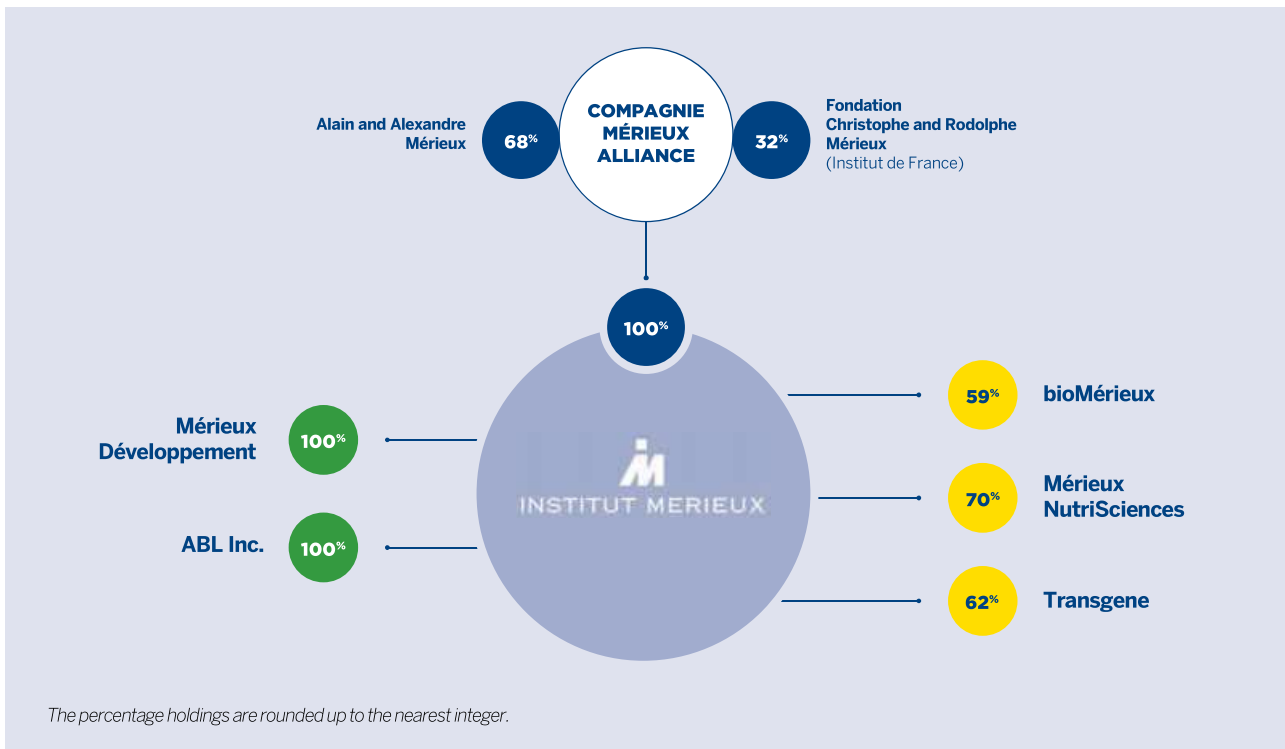 COMPAGNIE
MÉRIEUX
ALLIANCE
Alain and Alexandre
Mérieux
68%
32%
Fondation
Christophe and Rodolphe
Mérieux
(Institut de France)
100%
INSTITUT MERIEUX
Mérieux
Développement
100%
ABL Inc.
100%
59%
bioMérieux
70%
Mérieux
NutriSciences
62%
Transgene
The percentage holdings are rounded up to the nearest integer.